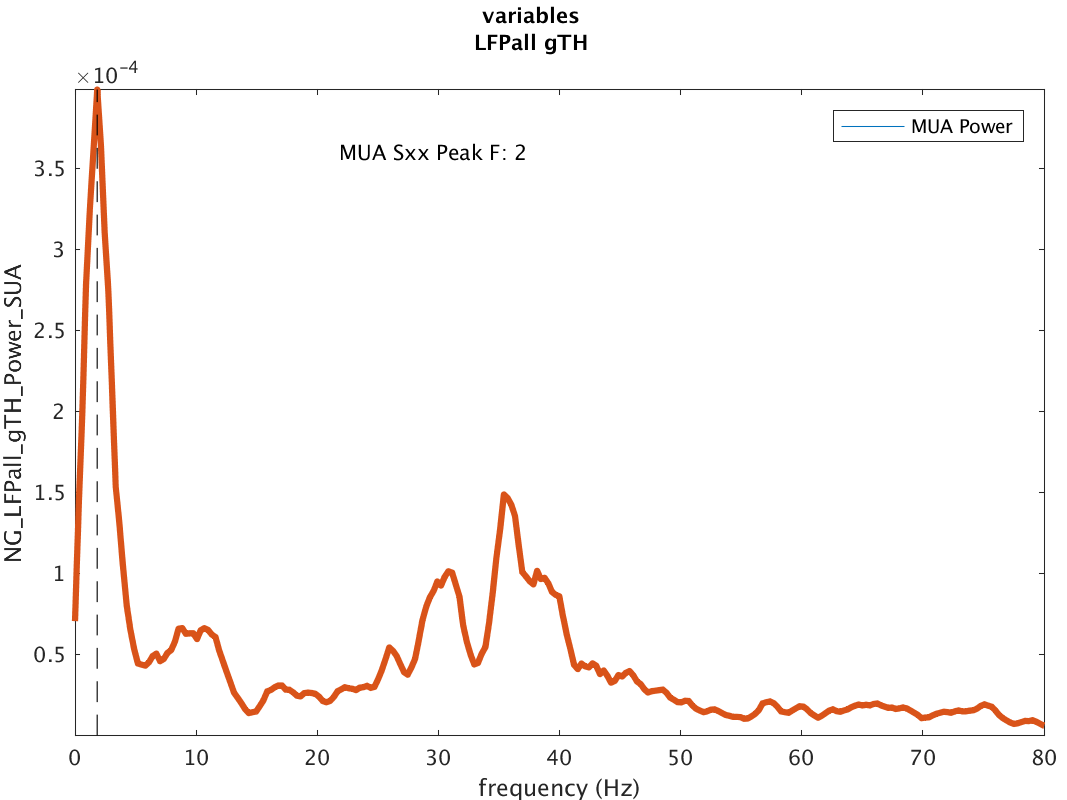 variables
LFPall gTH
×10⁻⁴
MUA Power
MUA Sxx Peak F: 2
3.5
3
2.5
2
1.5
1
0.5
NG_LFPall_gTH_Power_SUA
0 10 20 30 40 50 60 70 80
frequency (Hz)